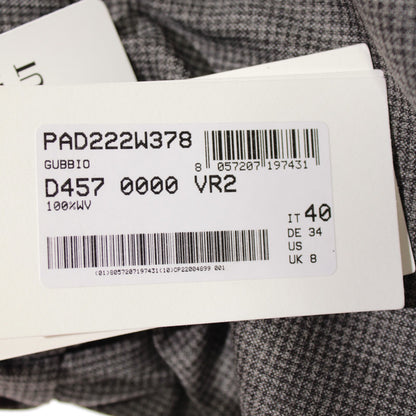 PAD222W378
GUBBIO
8 057207 197431
D457 0000 VR2
100%WV
IT 40
DE 34
US
UK 8
(01)8057207197431(10)CP22004699 001